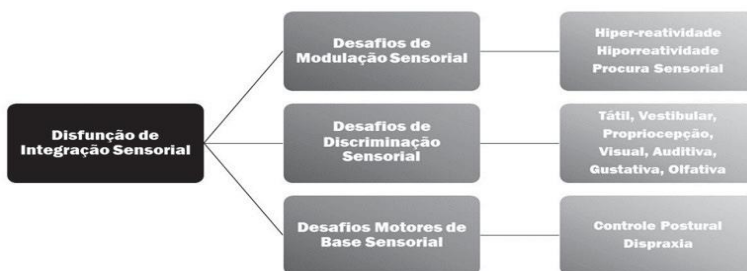 Disfunção de
Integração Sensorial
Desafios de
Modulação Sensorial
Hiper-reatividade
Hiporreatividade
Procura Sensorial
Desafios de
Discriminação
Sensorial
Tátil, Vestibular,
Propriocepção,
Visual, Auditiva,
Gustativa, Olfativa
Desafios Motores de
Base Sensorial
Controle Postural
Dispraxia